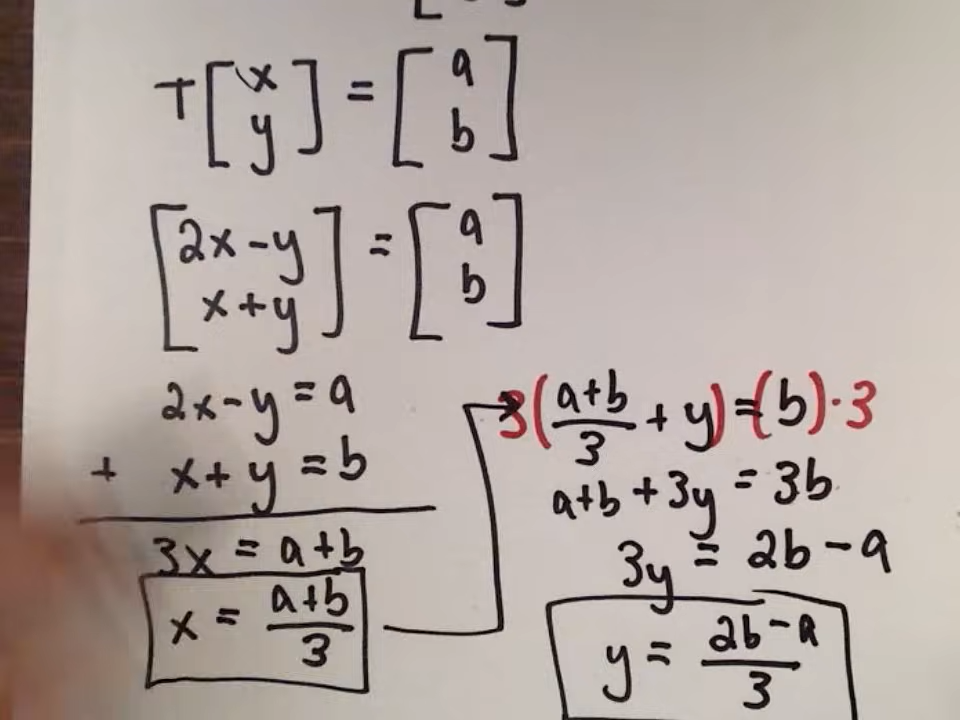 T[x y] = [a b]
[2x-y x+y] = [a b]
2x-y = a
+ x+y = b
3x = a+b
x = a+b/3
3(a+b/3 + y) = (b)·3
a+b+3y = 3b
3y = 2b-a
y = 2b-a/3